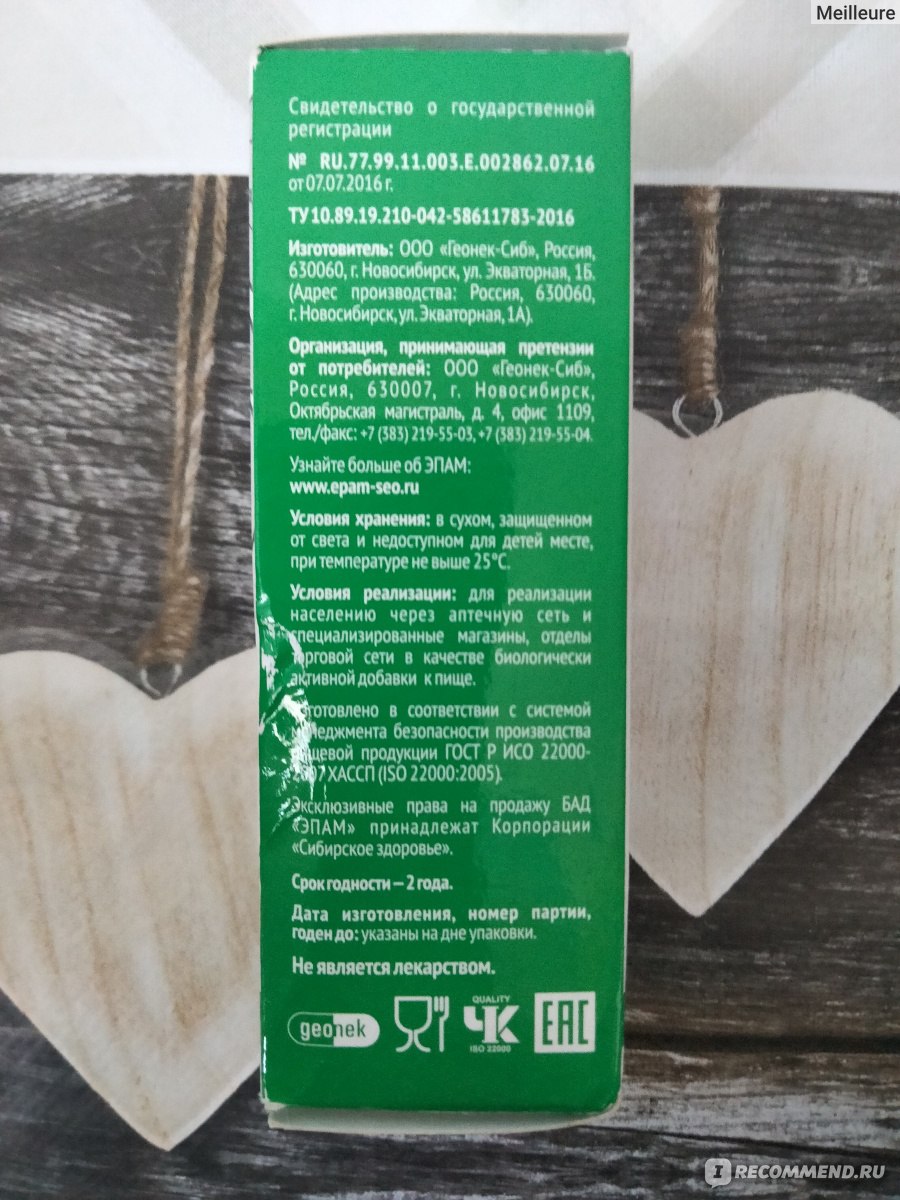 Meilleure
Свидетельство о государственной
регистрации
№ RU.77.99.11.003.Е.002862.07.16
от 07.07.2016 г.
ТУ 10.89.19.210-042-58611783-2016
Изготовитель: ООО «Геонек-Сиб», Россия,
630060, г. Новосибирск, ул. Экваторная, 1Б.
(Адрес производства: Россия, 630060,
г. Новосибирск, ул. Экваторная, 1А).
Организация, принимающая претензии
от потребителей: ООО «Геонек-Сиб»,
Россия, 630007, г. Новосибирск,
Октябрьская магистраль, д. 4, офис 1109,
тел./факс: +7 (383) 219-55-03, +7 (383) 219-55-04.
Узнайте больше об ЭПАМ:
www.epam-seo.ru
Условия хранения: в сухом, защищенном
от света и недоступном для детей месте,
при температуре не выше 25°С.
Условия реализации: для реализации
населению через аптечную сеть и
специализированные магазины, отделы
торговой сети в качестве биологически
активной добавки к пище.
в соответствии с системой
менеджмента безопасности производства
пищевой продукции ГОСТ Р ИСО 22000-
ХАССП (ISO 22000:2005).
Эксклюзивные права на продажу БАД
«ЭПАМ» принадлежат Корпорации
«Сибирское здоровье».
Срок годности – 2 года.
Дата изготовления, номер партии,
годен до: указаны на дне упаковки.
Не является лекарством.
geonek
QUALITY
ЧК
ISO 22000
EAC
IRECOMMEND.RU